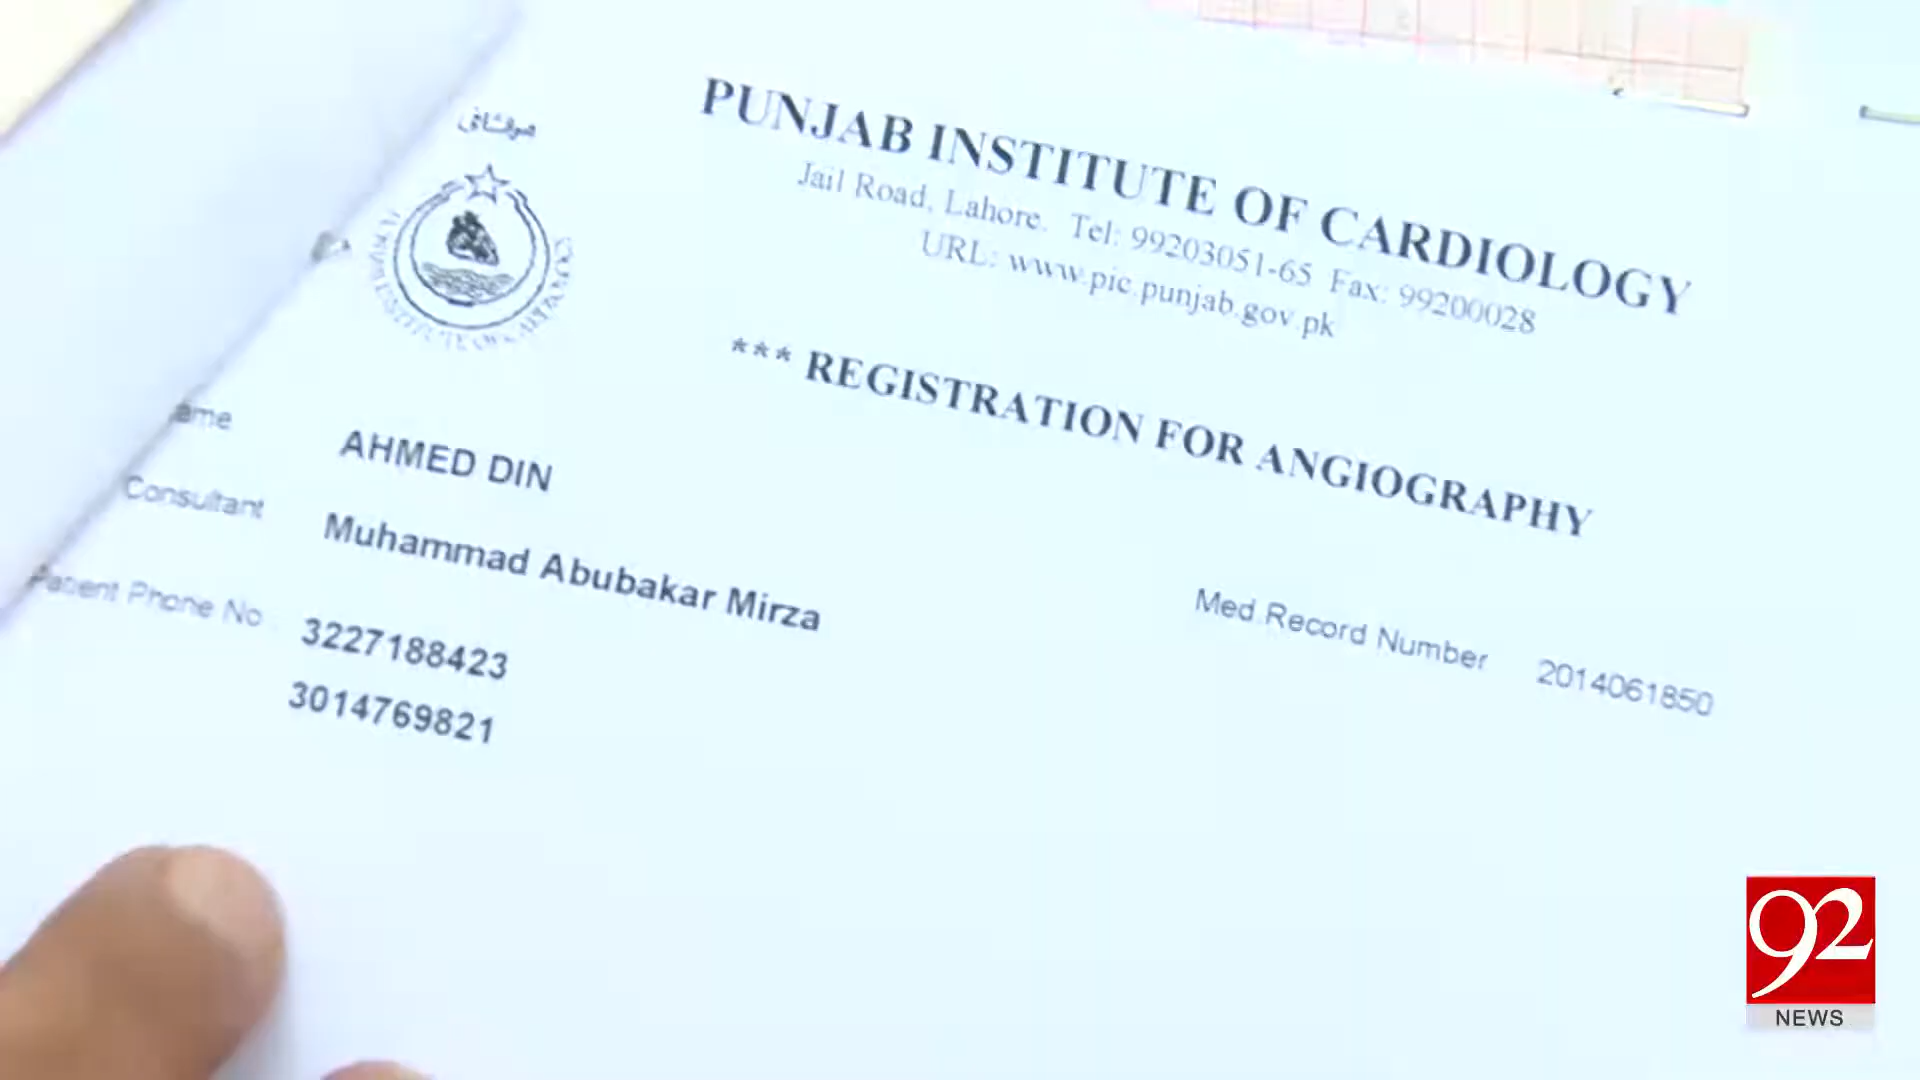 ھوالشافی
PUNJAB INSTITUTE OF CARDIOLOGY
Jail Road, Lahore. Tel: 99203051-65 Fax: 99200028
URL: www.pic.punjab.gov.pk
*** REGISTRATION FOR ANGIOGRAPHY
ame AHMED DIN
Consultant Muhammad Abubakar Mirza
Patient Phone No 3227188423
3014769821
Med.Record Number 2014061850
92
NEWS